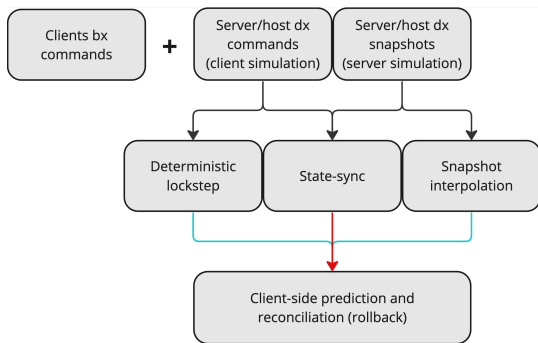 Clients bx
commands
+
Server/host dx
commands
(client simulation)
Server/host dx
snapshots
(server simulation)
Deterministic
lockstep
State-sync
Snapshot
interpolation
Client-side prediction and
reconciliation (rollback)